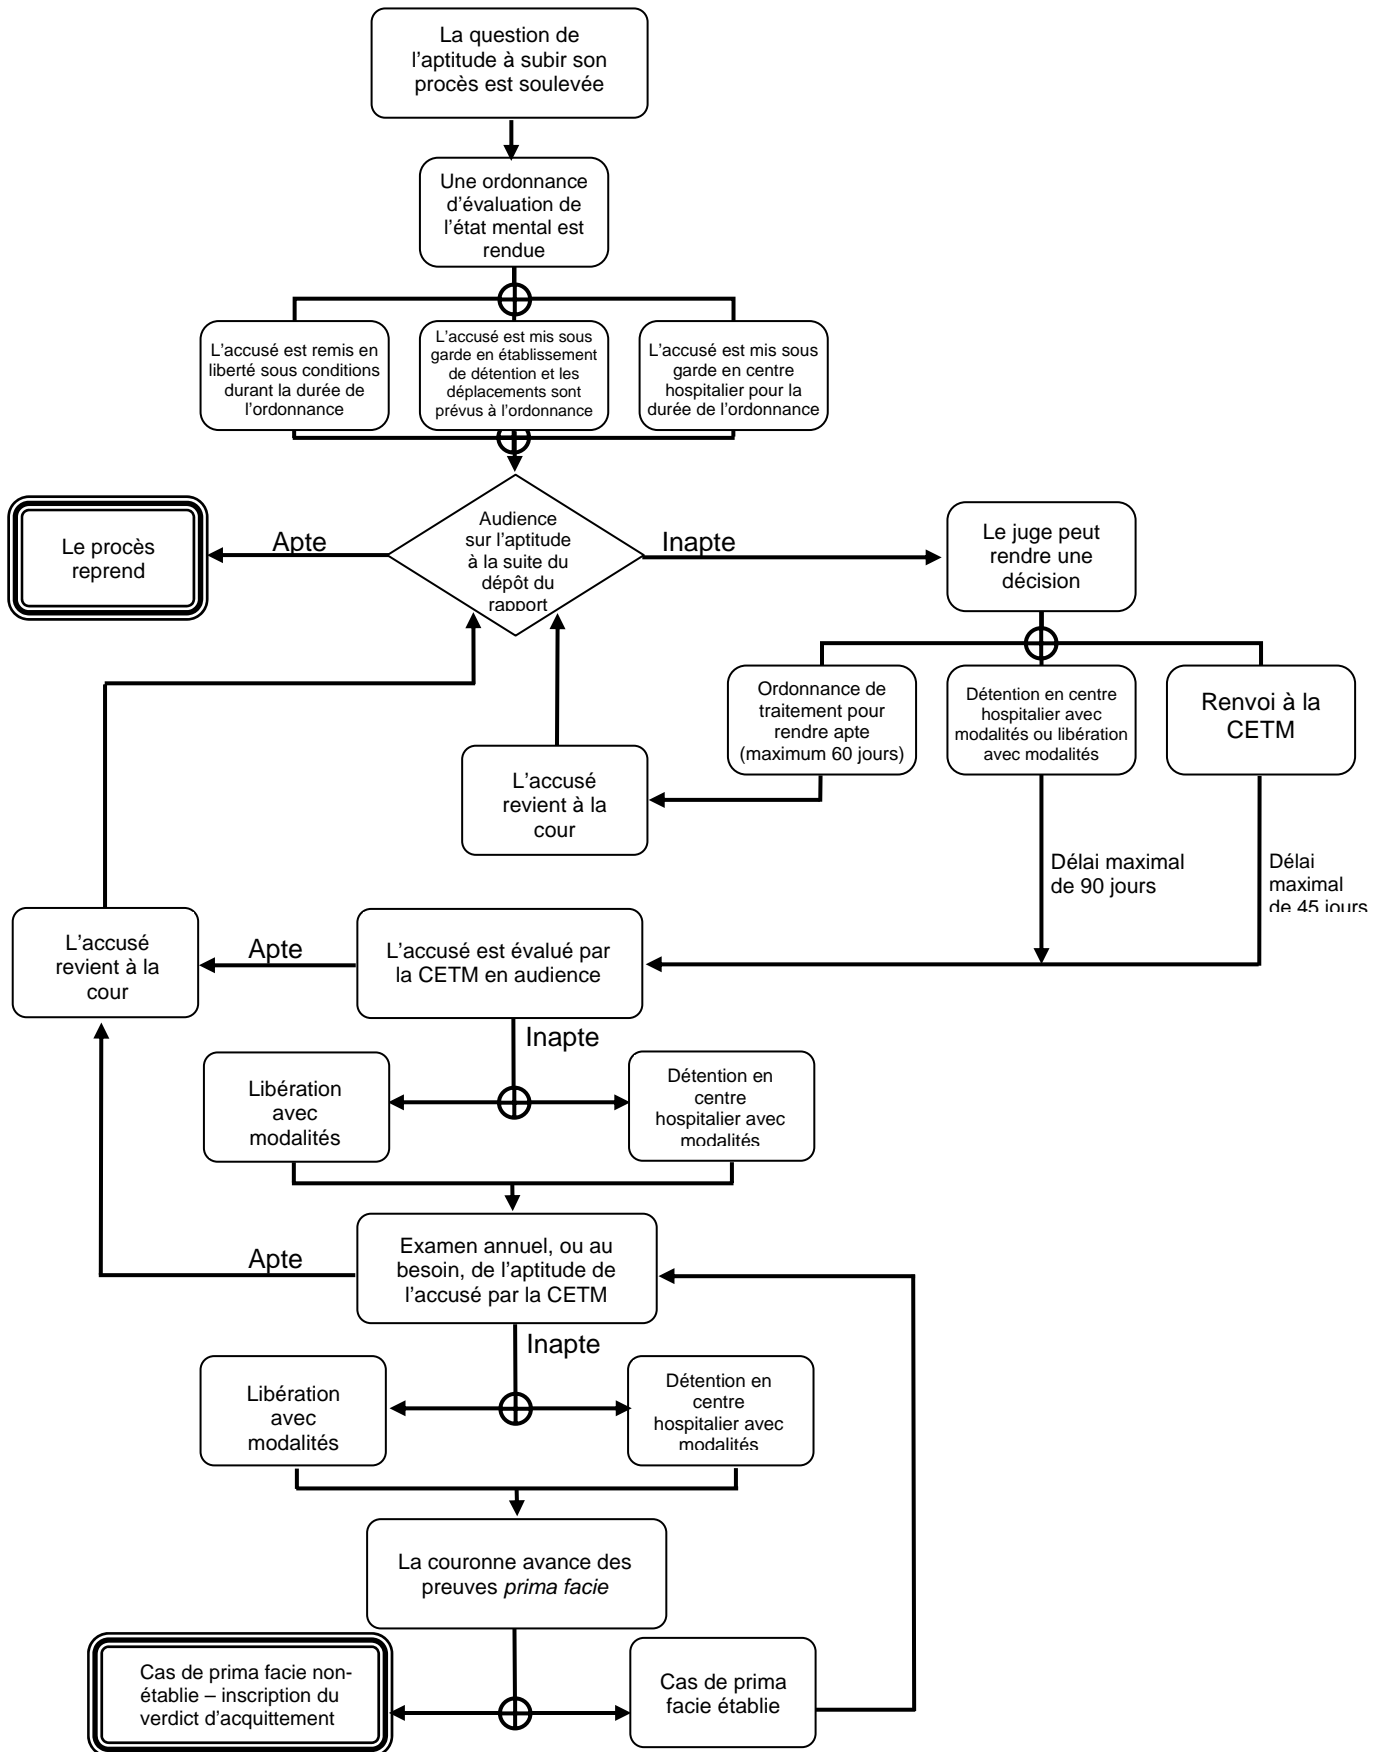 La question de
l'aptitude à subir son
procès est soulevée
Une ordonnance
d'évaluation de
l'état mental est
rendue
L'accusé est remis en
liberté sous conditions
durant la durée de
l'ordonnance
L'accusé est mis sous
garde en établissement
de détention et les
déplacements sont
prévus à l'ordonnance
L'accusé est mis sous
garde en centre
hospitalier pour la
durée de l'ordonnance
Le procès
reprend
Apte
Audience
sur l'aptitude
à la suite du
dépôt du
rapport
Inapte
Le juge peut
rendre une
décision
Ordonnance de
traitement pour
rendre apte
(maximum 60 jours)
Détention en centre
hospitalier avec
modalités ou libération
avec modalités
Renvoi à la
CETM
L'accusé
revient à la
cour
Délai maximal
de 90 jours
Délai
maximal
de 45 jours
L'accusé
revient à la
cour
Apte
L'accusé est évalué par
la CETM en audience
Inapte
Libération
avec
modalités
Détention en
centre
hospitalier avec
modalités
Apte
Examen annuel, ou au
besoin, de l'aptitude de
l'accusé par la CETM
Inapte
Libération
avec
modalités
Détention en
centre
hospitalier avec
modalités
La couronne avance des
preuves prima facie
Cas de prima facie non-
établie – inscription du
verdict d'acquittement
Cas de prima
facie établie